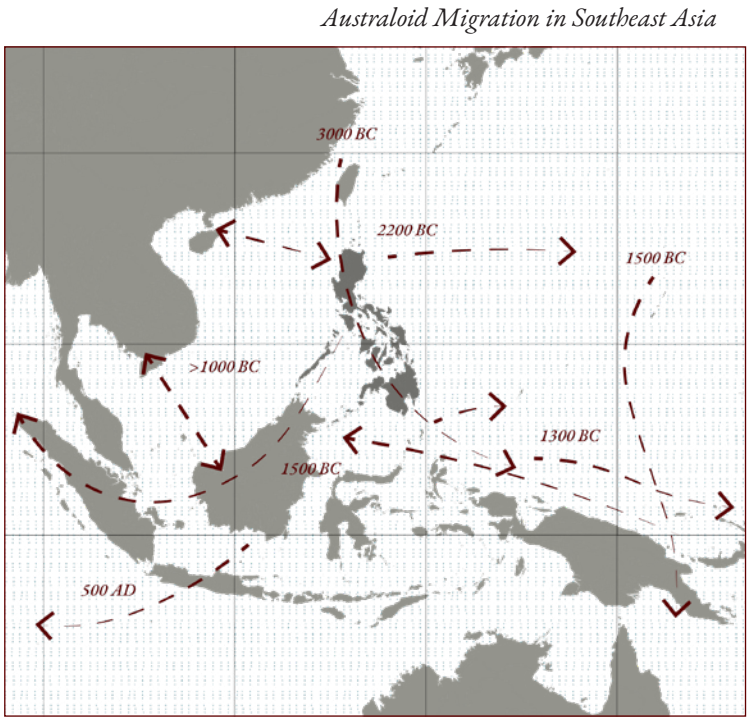 Australoid Migration in Southeast Asia
3000 BC
2200 BC
1500 BC
>1000 BC
1300 BC
1500 BC
500 AD